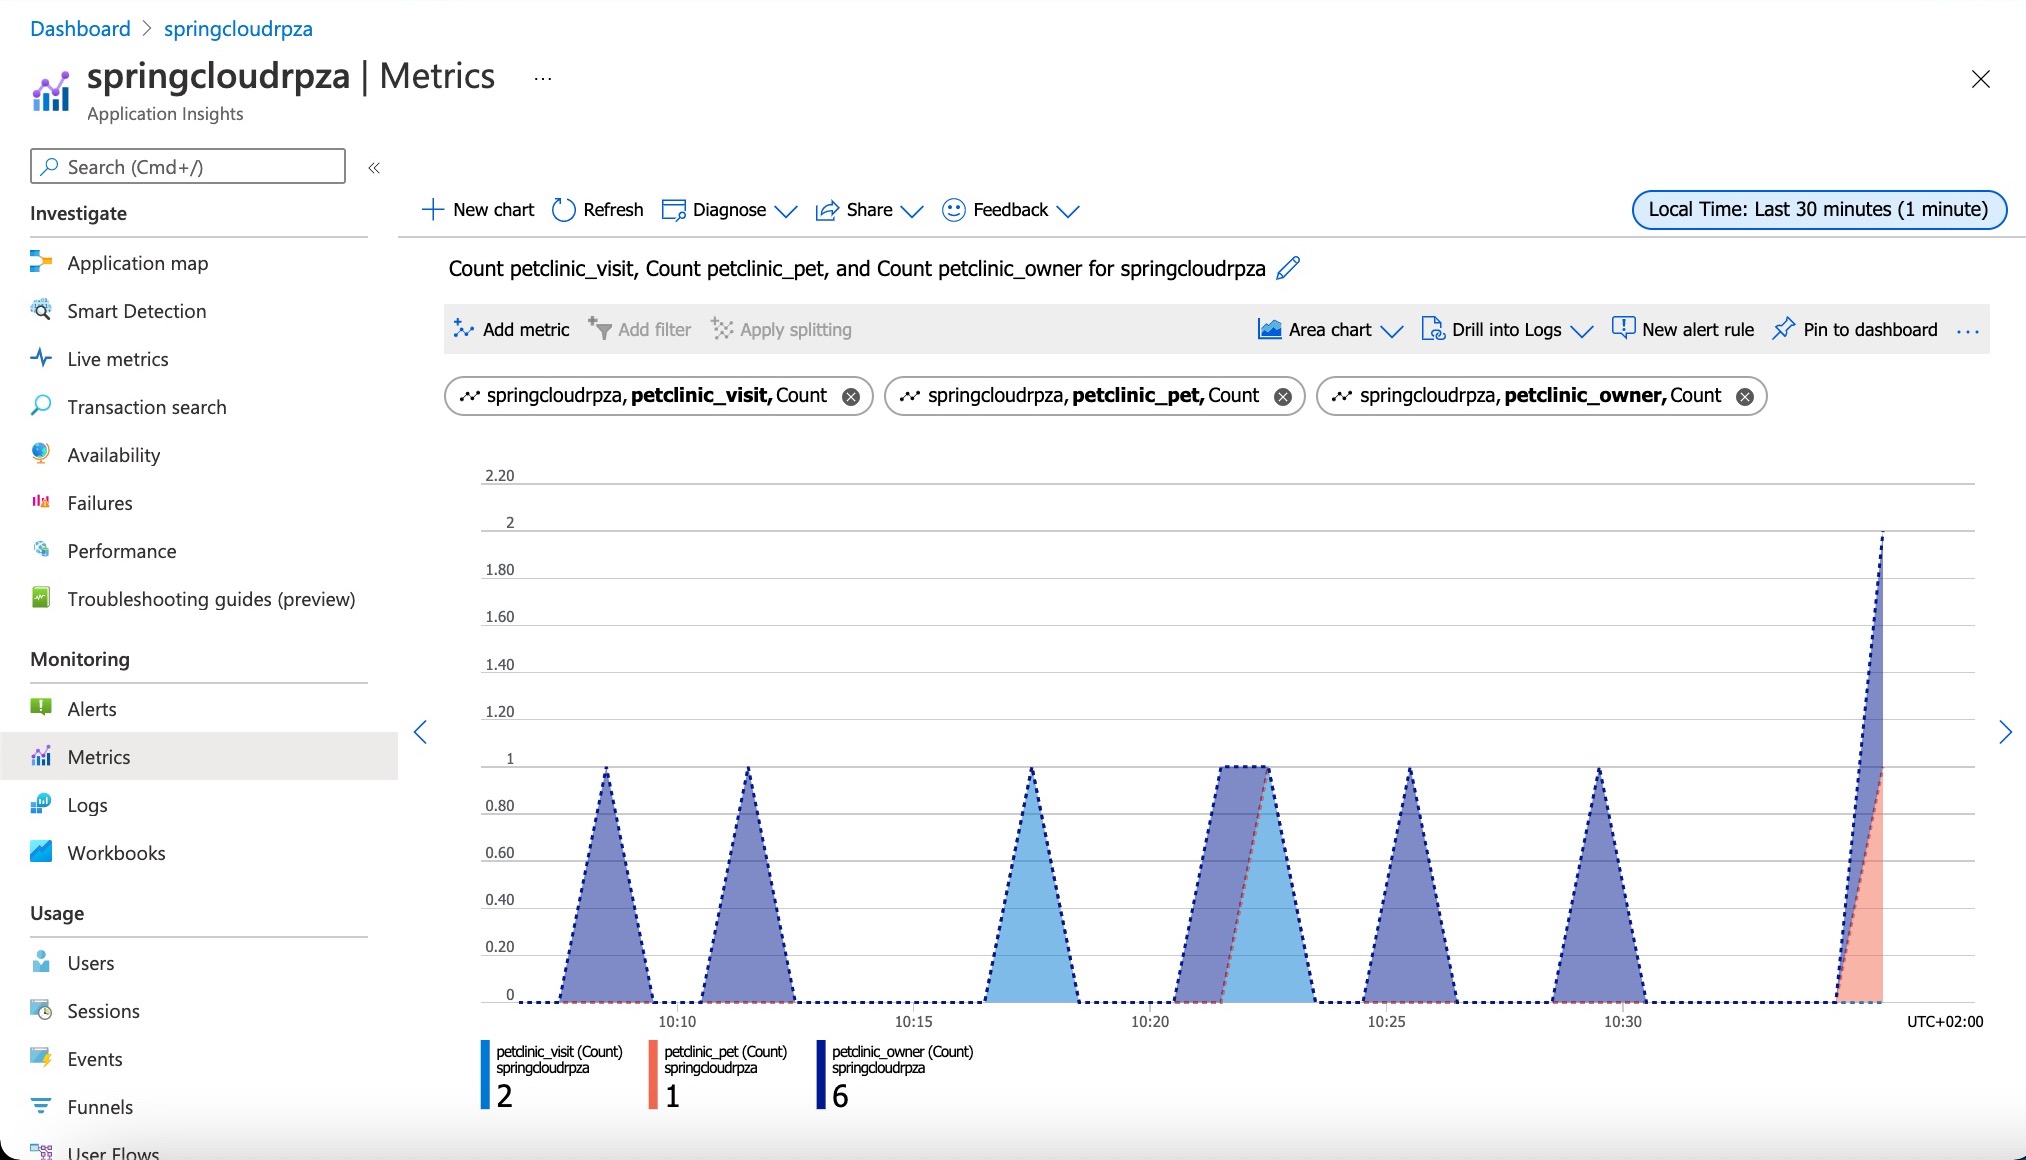 Dashboard > springcloudrpza
springcloudrpza | Metrics ...
Application Insights
Search (Cmd+/) «
Investigate
Application map
Smart Detection
Live metrics
Transaction search
Availability
Failures
Performance
Troubleshooting guides (preview)
Monitoring
Alerts
Metrics
Logs
Workbooks
Usage
Users
Sessions
Events
Funnels
User Flows
New chart Refresh Diagnose Share Feedback Local Time: Last 30 minutes (1 minute)
Count petclinic_visit, Count petclinic_pet, and Count petclinic_owner for springcloudrpza
Add metric Add filter Apply splitting Area chart Drill into Logs New alert rule Pin to dashboard ...
springcloudrpza, petclinic_visit, Count springcloudrpza, petclinic_pet, Count springcloudrpza, petclinic_owner, Count
2.20
2
1.80
1.60
1.40
1.20
1
0.80
0.60
0.40
0.20
0
10:10 10:15 10:20 10:25 10:30 UTC+02:00
petclinic_visit (Count) petclinic_pet (Count) petclinic_owner (Count)
springcloudrpza springcloudrpza springcloudrpza
2 1 6